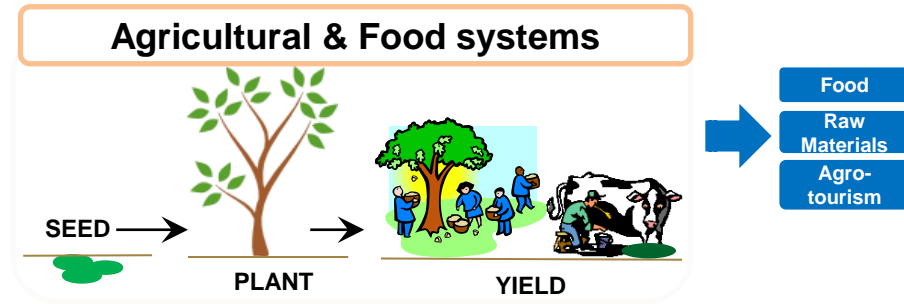 Agricultural & Food systems
SEED
PLANT
YIELD
Food
Raw
Materials
Agro-
tourism